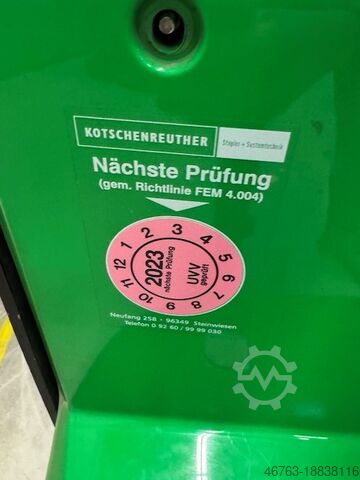 KOTSCHENREUTHER
Stapler + Systemtechnik
Nächste Prüfung
(gem. Richtlinie FEM 4.004)
1 2 3 4 5 6 7 8 9 10 11 12
2023
nächste Prüfung
UVV
geprüft
Neufang 258 • 96349 Steinwiesen
Telefon 0 92 60 / 99 99 030
46763-18838116